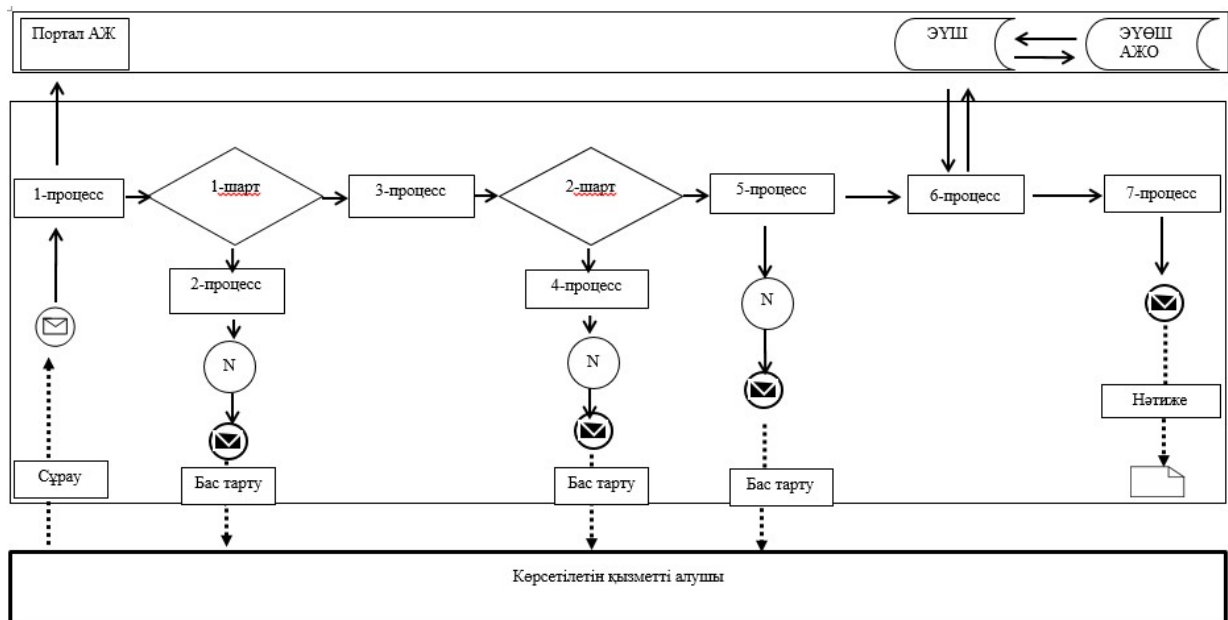 Портал АЖ
ЭҮШ
ЭҮӨШ
АЖО
1-процесс
1-шарт
3-процесс
2-шарт
5-процесс
6-процесс
7-процесс
2-процесс
4-процесс
N
N
N
Нәтиже
Сұрау
Бас тарту
Бас тарту
Бас тарту
Көрсетілетін қызметті алушы